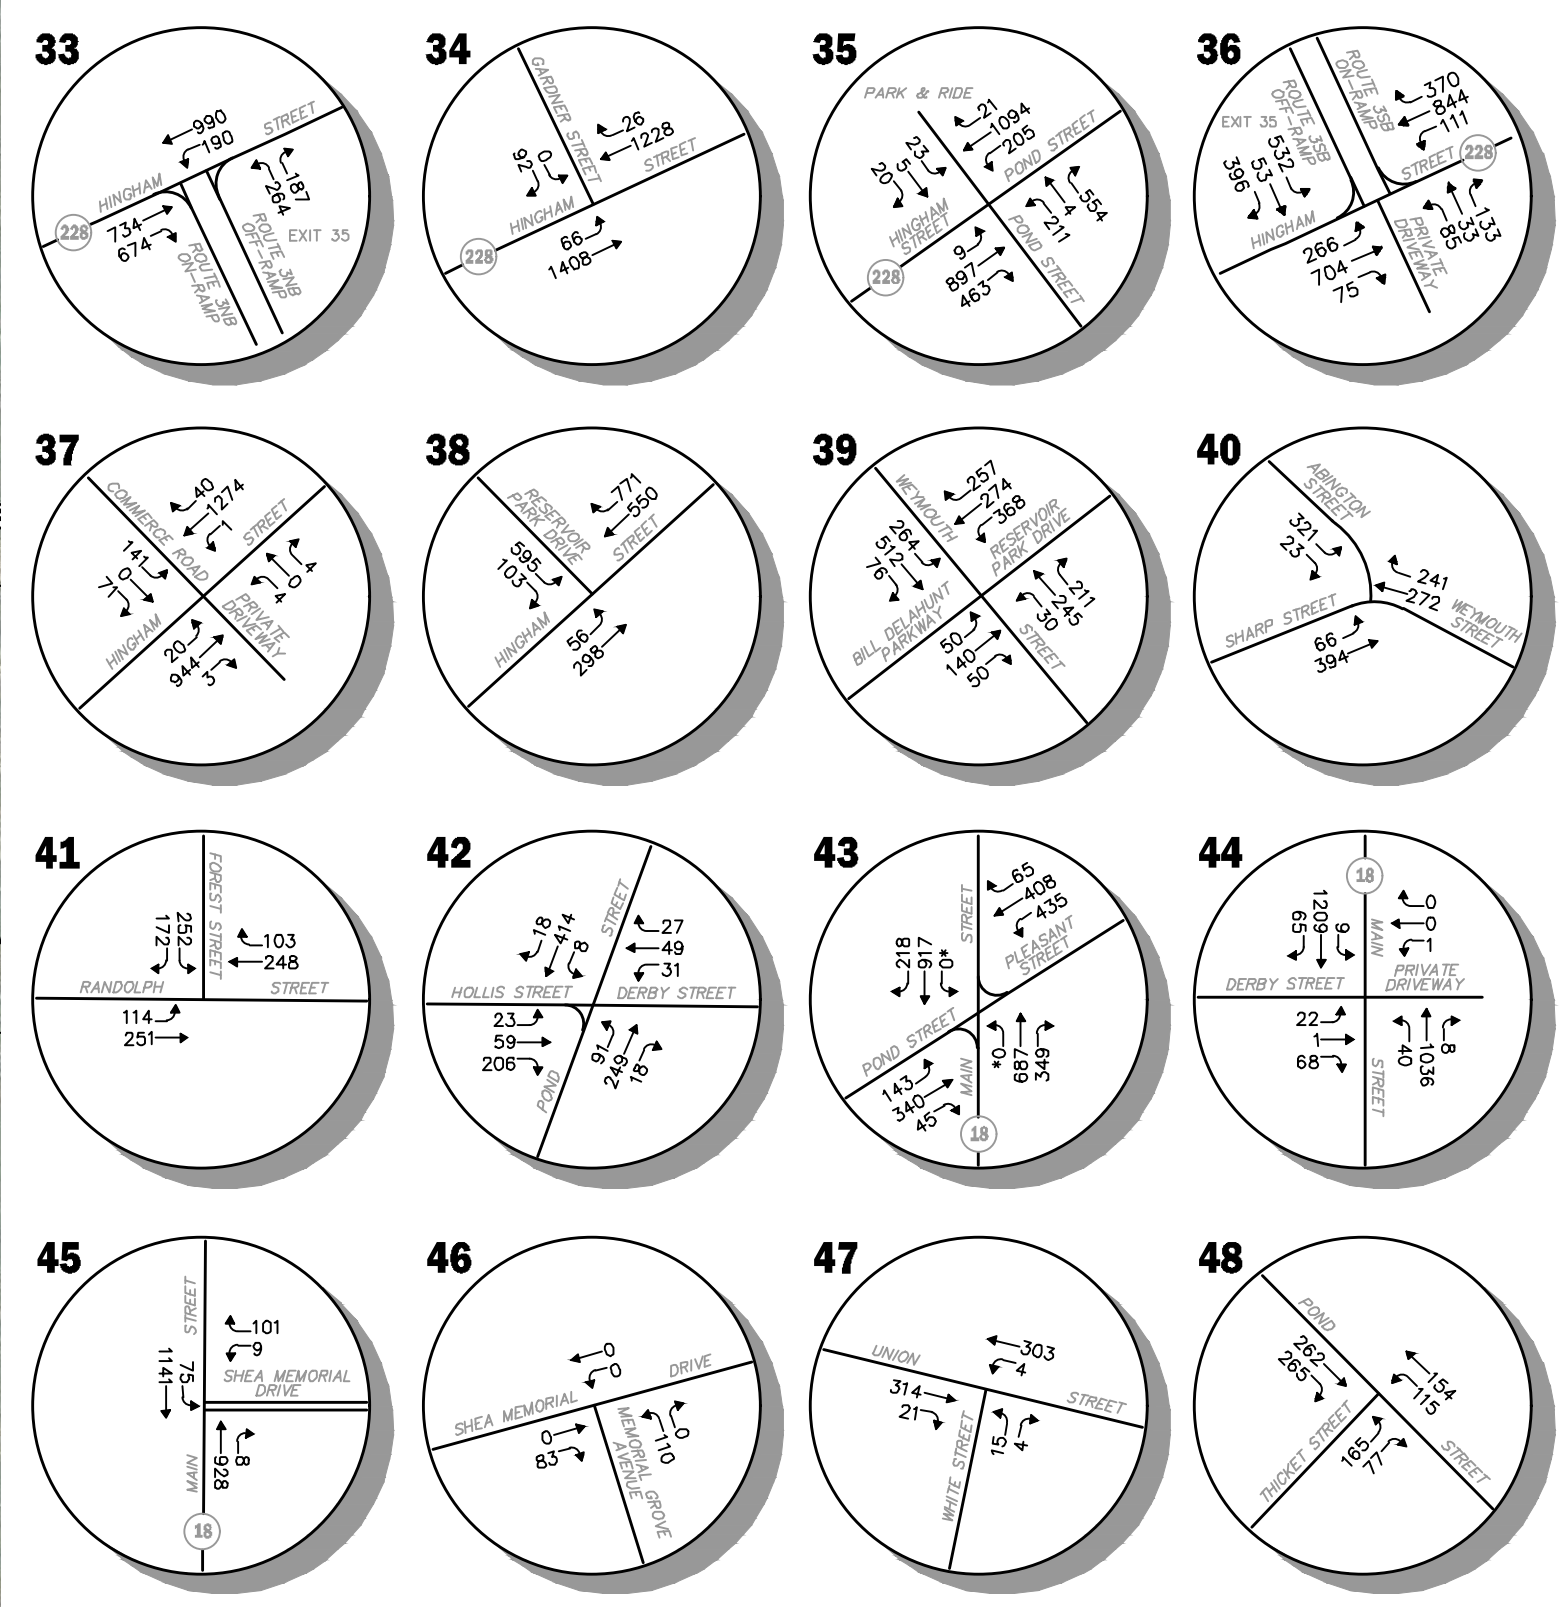 33
990
190
STREET
HINGHAM
228
734
674
187
264
ROUTE 3NB
OFF-RAMP
EXIT 35
ROUTE 3NB
ON-RAMP
34
GARDNER STREET
26
1228
STREET
0
92
HINGHAM
228
66
1408
35
PARK & RIDE
21
1094
205
POND STREET
23
5
20
HINGHAM
STREET
228
554
4
211
9
897
463
POND STREET
36
ROUTE 3SB
ON-RAMP
ROUTE 3SB
OFF-RAMP
EXIT 35
370
844
111
STREET
228
532
53
396
HINGHAM
266
704
75
133
33
85
PRIVATE
DRIVEWAY
37
COMMERCE ROAD
40
1274
1
STREET
141
0
71
HINGHAM
4
0
4
20
944
3
PRIVATE
DRIVEWAY
38
RESERVOIR
PARK DRIVE
771
550
STREET
595
103
HINGHAM
56
298
39
WEYMOUTH
257
274
368
RESERVOIR
PARK DRIVE
264
512
76
BILL DELAHUNT
PARKWAY
211
245
30
50
140
50
STREET
40
ABINGTON
STREET
321
23
241
272
SHARP STREET
WEYMOUTH
STREET
66
394
41
FOREST STREET
252
172
103
248
RANDOLPH
STREET
114
251
42
STREET
18
414
8
27
49
31
HOLLIS STREET
DERBY STREET
23
59
206
91
249
18
POND
43
STREET
65
408
435
PLEASANT
STREET
218
917
0*
POND STREET
143
340
45
MAIN
*0
687
349
18
44
18
65
1209
9
MAIN
0
0
1
DERBY STREET
PRIVATE
DRIVEWAY
22
1
68
40
1036
8
STREET
45
STREET
101
9
1141
75
SHEA MEMORIAL
DRIVE
MAIN
928
8
18
46
0
0
DRIVE
SHEA MEMORIAL
0
83
0
110
MEMORIAL GROVE
AVENUE
47
UNION
303
4
STREET
314
21
WHITE STREET
15
4
48
POND
262
265
154
115
THICKET STREET
165
77
STREET